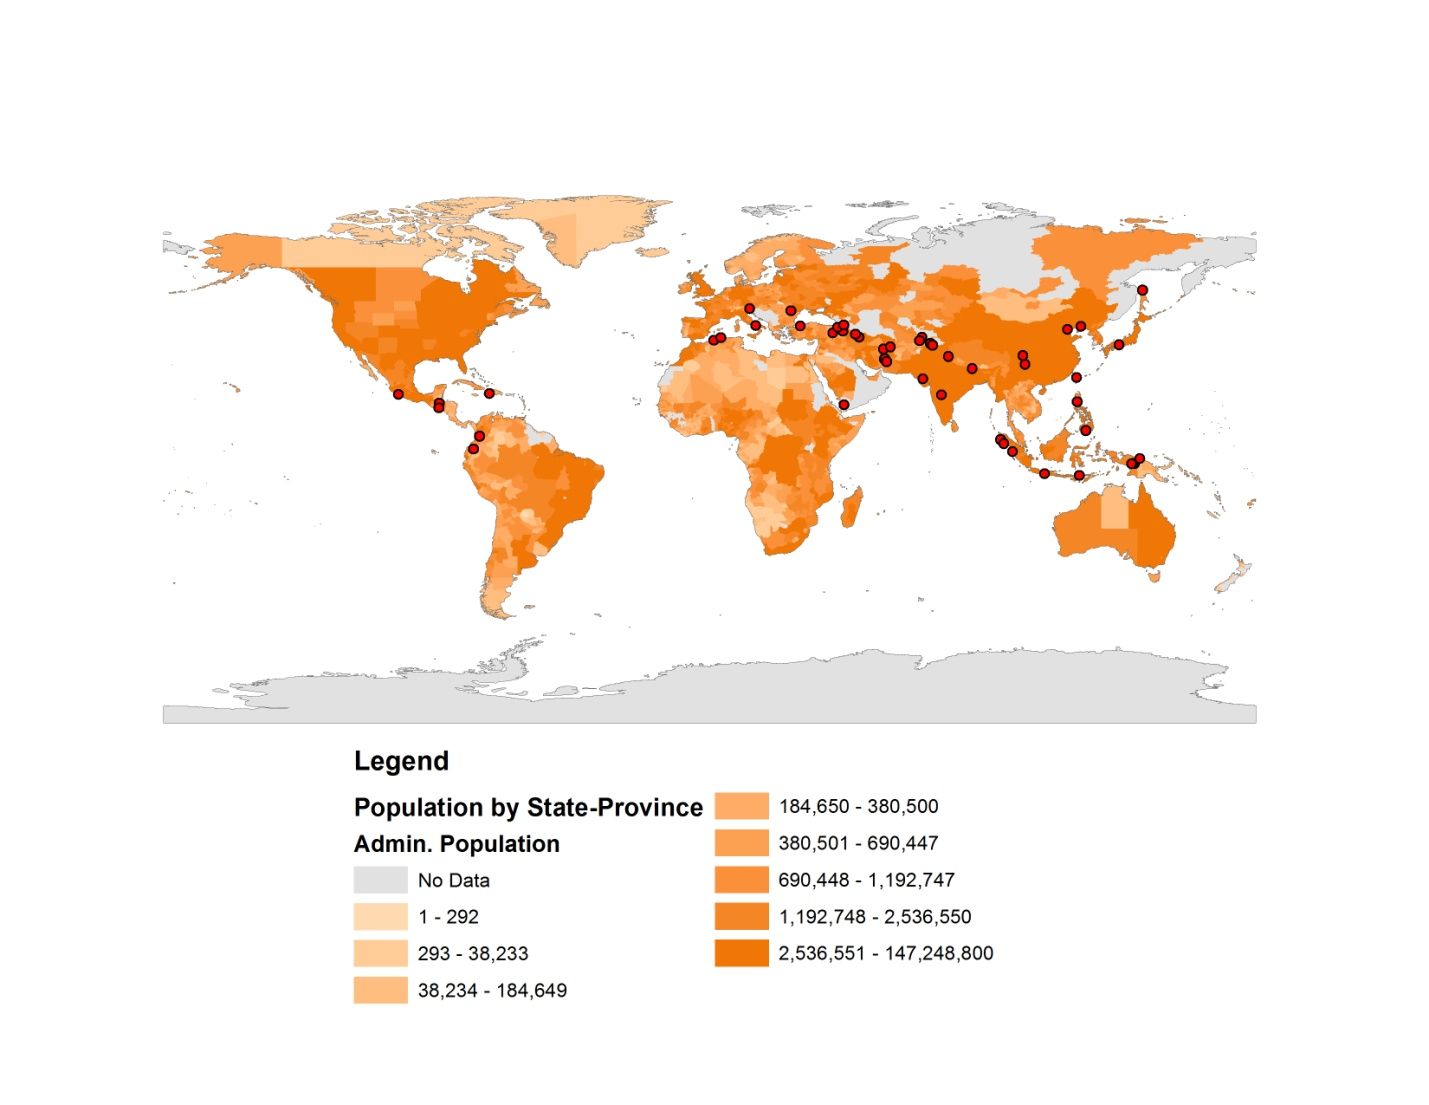 Legend
Population by State-Province
Admin. Population
No Data
1 - 292
293 - 38,233
38,234 - 184,649
184,650 - 380,500
380,501 - 690,447
690,448 - 1,192,747
1,192,748 - 2,536,550
2,536,551 - 147,248,800